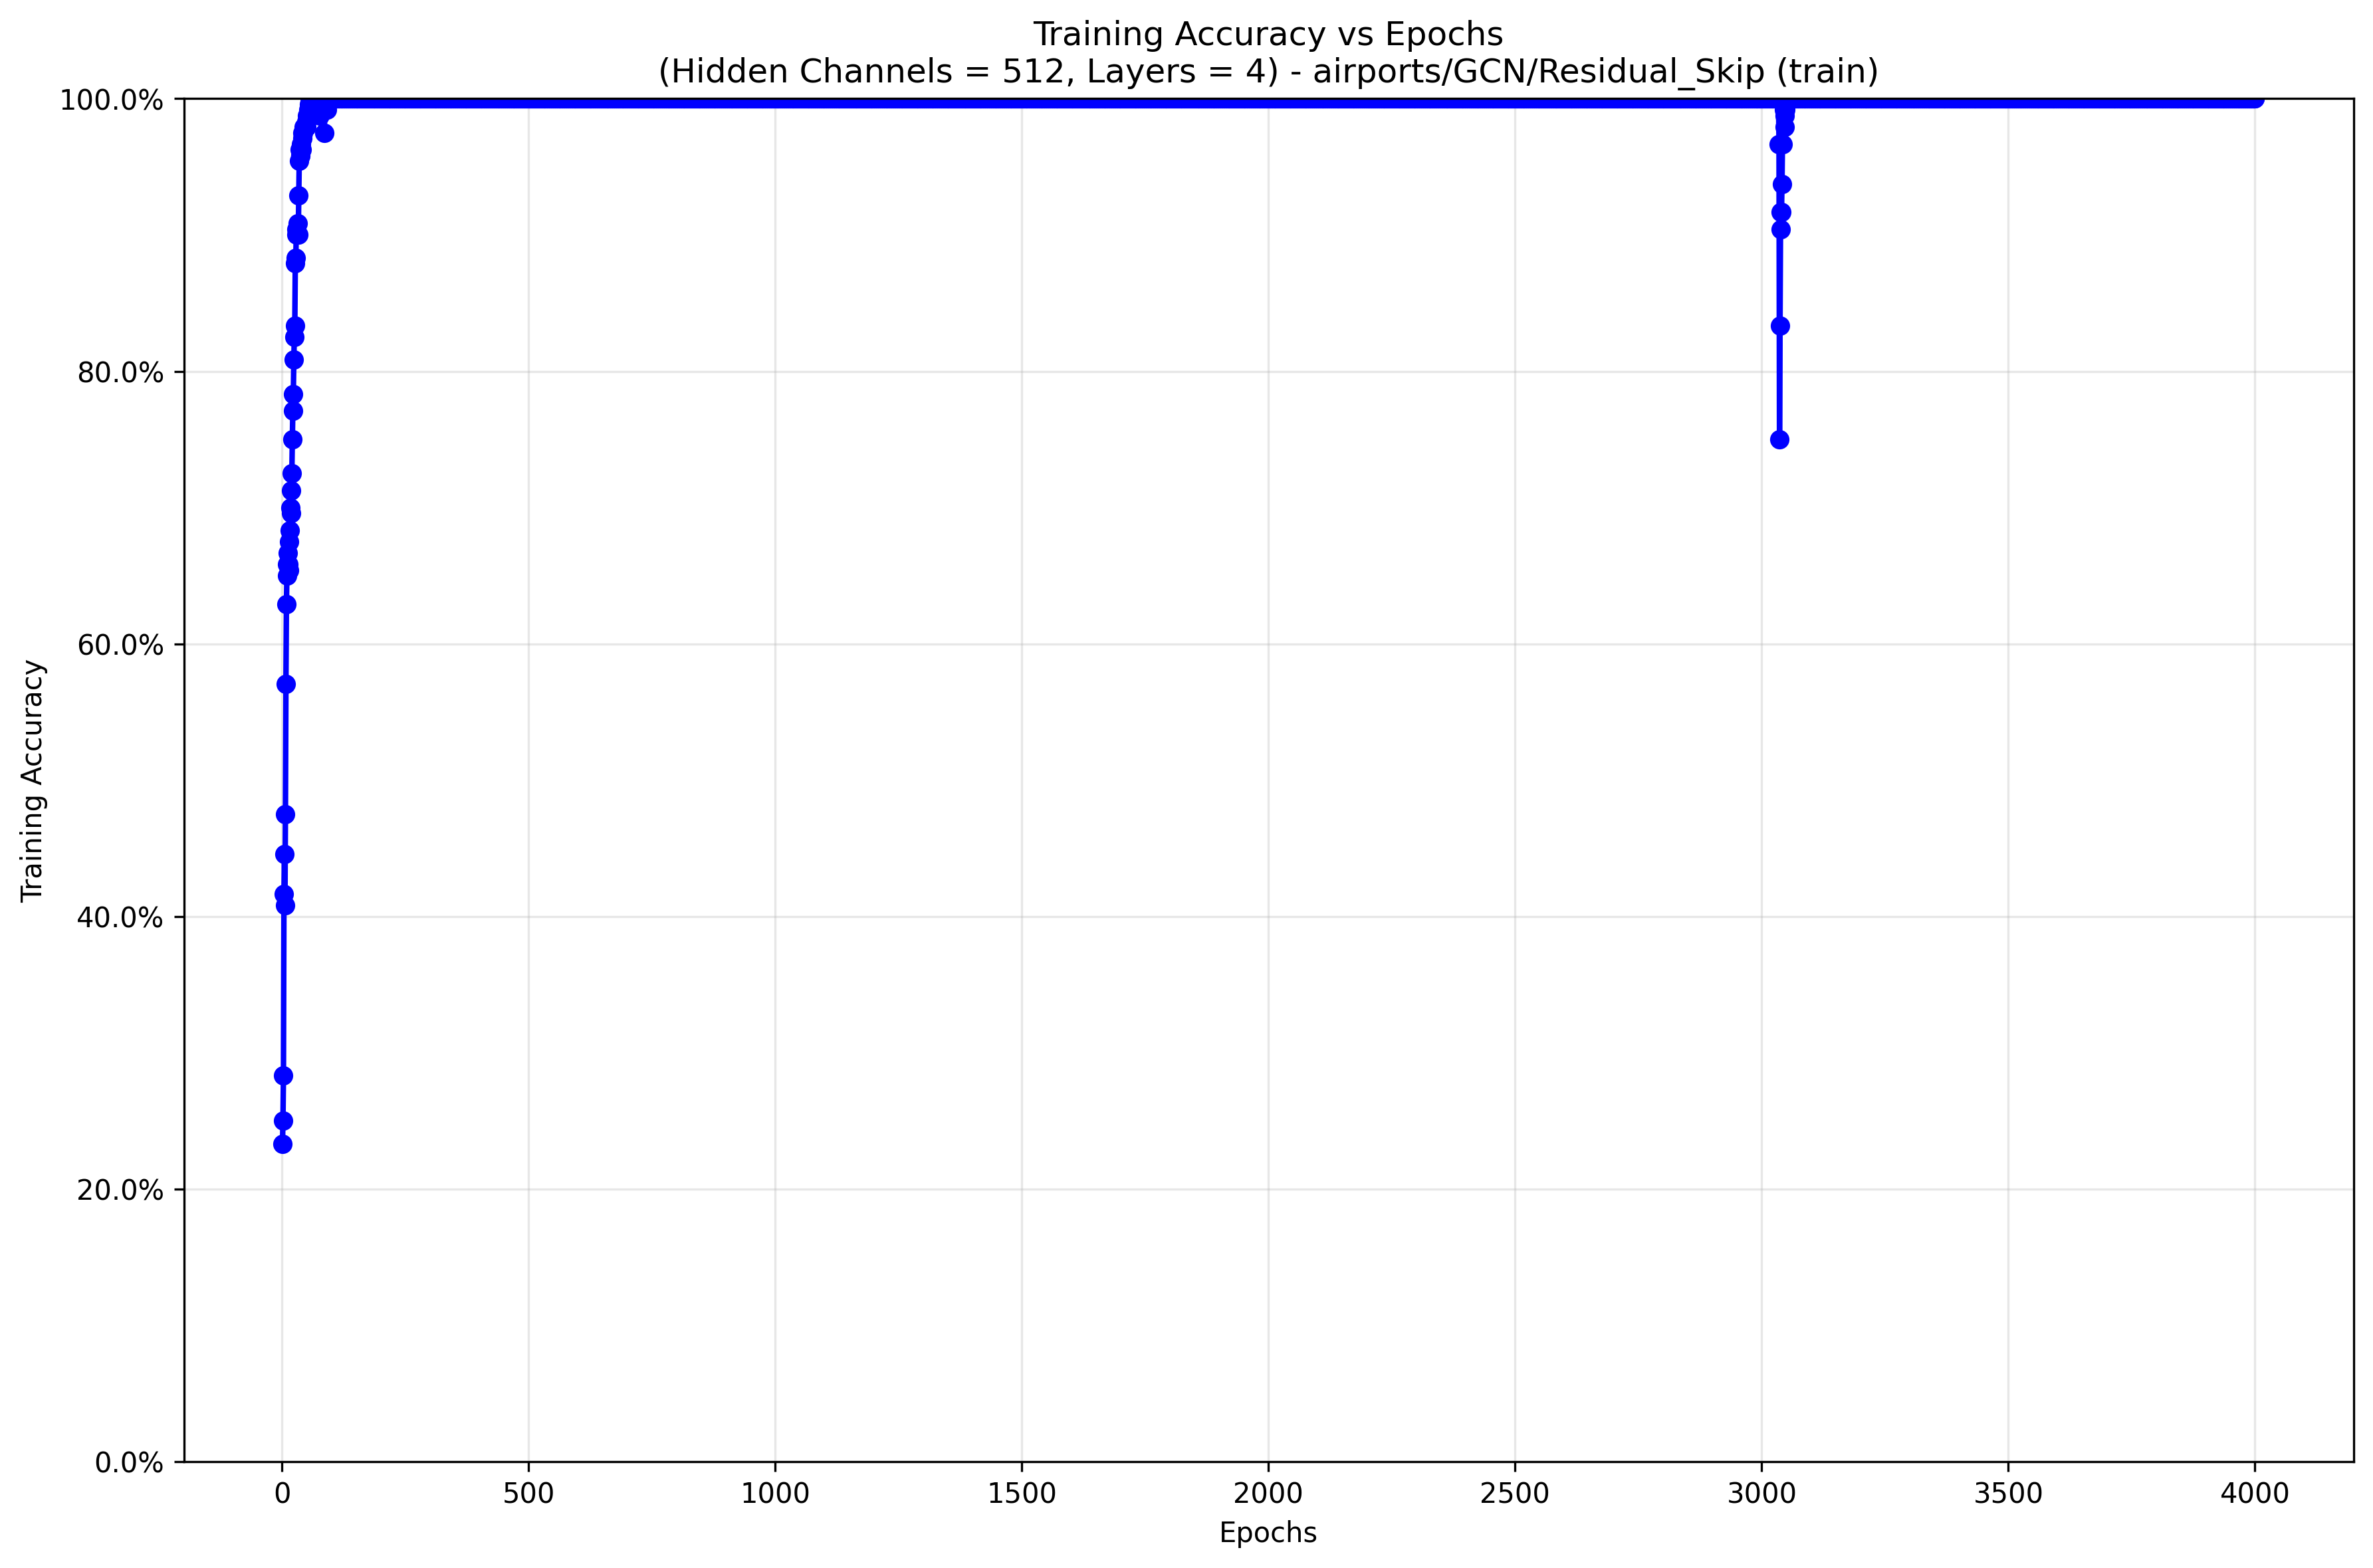 Training Accuracy vs Epochs
(Hidden Channels = 512, Layers = 4) - airports/GCN/Residual_Skip (train)
100.0%
80.0%
60.0%
40.0%
20.0%
0.0%
Training Accuracy
0 500 1000 1500 2000 2500 3000 3500 4000
Epochs